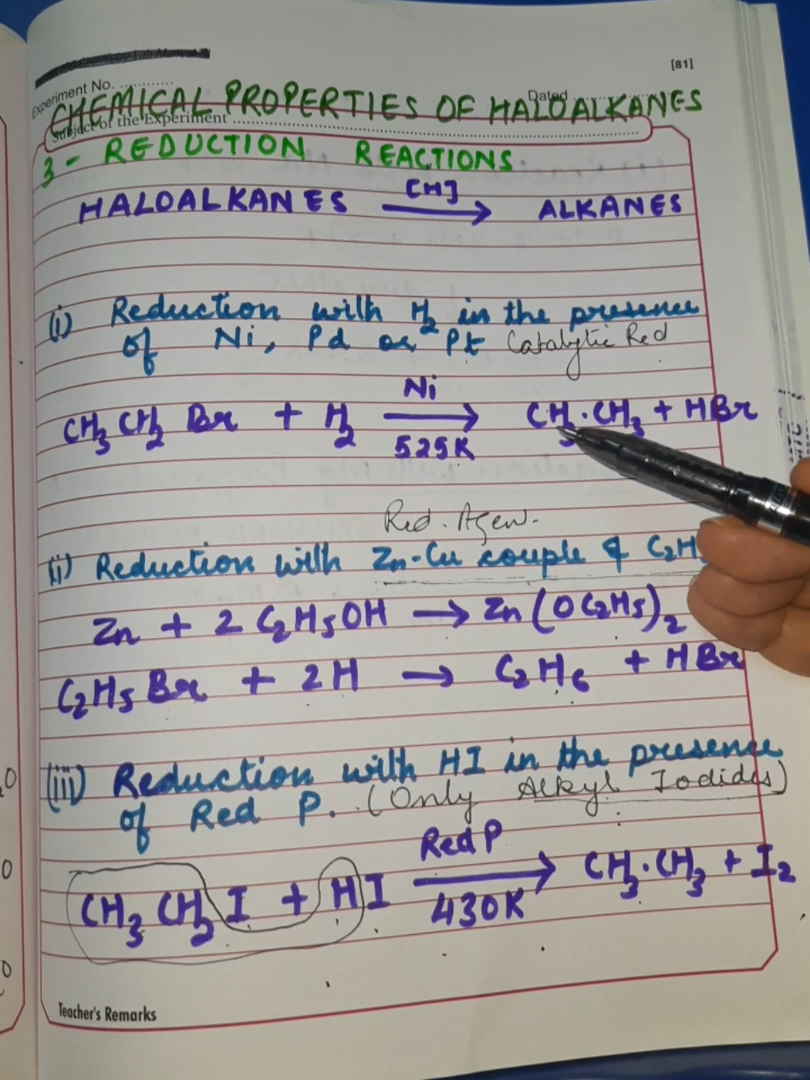 [81]
Experiment No. ............
Dated
CHEMICAL PROPERTIES OF HALOALKANES
Subject of the Experiment
3- REDUCTION REACTIONS
HALOALKANES [H] → ALKANES
(i) Reduction with H2 in the presence
of Ni, Pd or Pt Catalytic Red
Ni
CH3 CH2 Br + H2 → CH3·CH3 + HBr
525K
Red. Agen.
(ii) Reduction with Zn-Cu couple & C2H
Zn + 2 C2H5OH → Zn(OC2H5)2
C2H5Br + 2H → C2H6 + HBr
(iii) Reduction with HI in the presence
of Red P. (Only Alkyl Iodides)
Red P
CH3 CH2 I + HI → CH3·CH3 + I2
430K
Teacher's Remarks